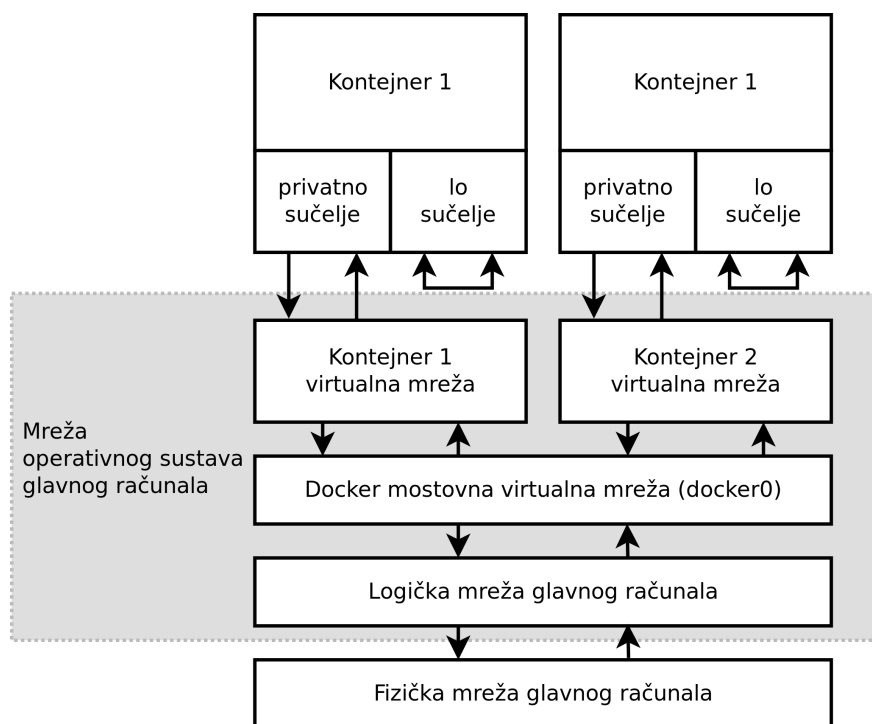 Kontejner 1
Kontejner 1
privatno
sučelje
lo
sučelje
privatno
sučelje
lo
sučelje
Kontejner 1
virtualna mreža
Kontejner 2
virtualna mreža
Mreža
operativnog sustava
glavnog računala
Docker mostovna virtualna mreža (docker0)
Logička mreža glavnog računala
Fizička mreža glavnog računala